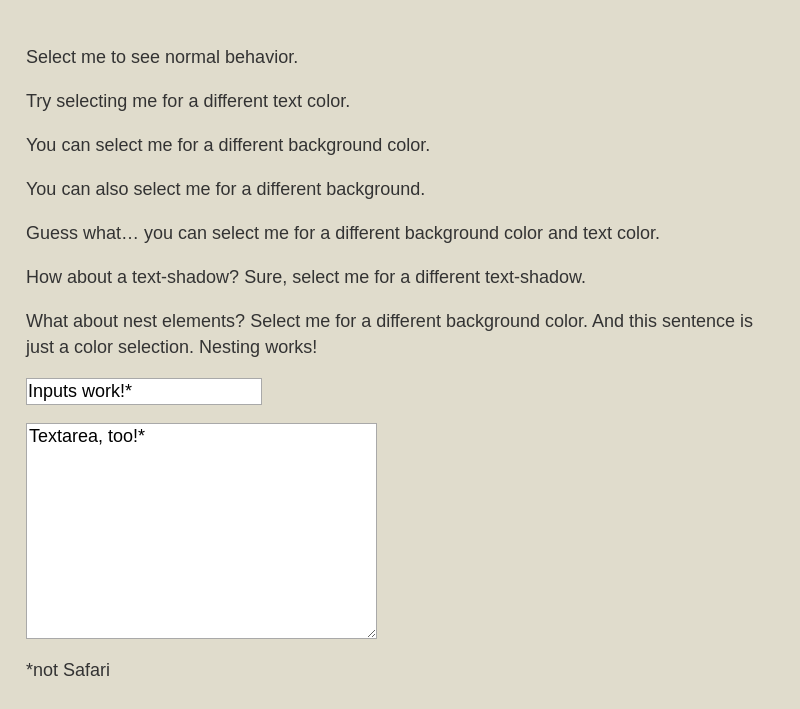 Select me to see normal behavior.
Try selecting me for a different text color.
You can select me for a different background color.
You can also select me for a different background.
Guess what… you can select me for a different background color and text color.
How about a text-shadow? Sure, select me for a different text-shadow.
What about nest elements? Select me for a different background color. And this sentence is
just a color selection. Nesting works!
Inputs work!*
Textarea, too!*
*not Safari